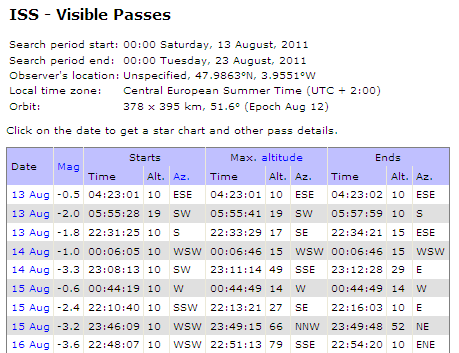 ISS - Visible Passes
Search period start: 00:00 Saturday, 13 August, 2011
Search period end: 00:00 Tuesday, 23 August, 2011
Observer's location: Unspecified, 47.9863°N, 3.9551°W
Local time zone: Central European Summer Time (UTC + 2:00)
Orbit: 378 x 395 km, 51.6° (Epoch Aug 12)
Click on the date to get a star chart and other pass details.
Date Mag Starts Max. altitude Ends
Time Alt. Az. Time Alt. Az. Time Alt. Az.
13 Aug -0.5 04:23:01 10 ESE 04:23:01 10 ESE 04:23:02 10 ESE
13 Aug -2.0 05:55:28 19 SW 05:55:41 19 SW 05:57:59 10 S
13 Aug -1.8 22:31:25 10 S 22:33:29 17 SE 22:34:21 15 ESE
14 Aug -1.0 00:06:05 10 WSW 00:06:46 15 WSW 00:06:46 15 WSW
14 Aug -3.3 23:08:13 10 SW 23:11:14 49 SSE 23:12:28 29 E
15 Aug -0.6 00:44:19 10 W 00:44:49 14 W 00:44:49 14 W
15 Aug -2.4 22:10:40 10 SSW 22:13:21 27 SE 22:16:03 10 E
15 Aug -3.2 23:46:09 10 WSW 23:49:15 66 NNW 23:49:48 52 NE
16 Aug -3.6 22:48:07 10 WSW 22:51:13 79 SSE 22:54:20 10 ENE